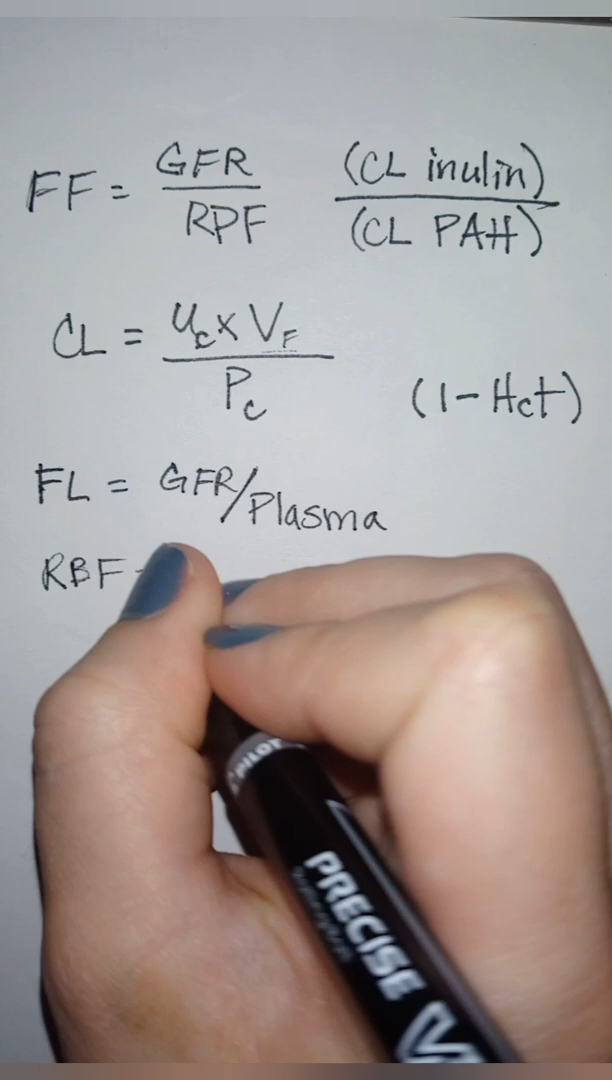 FF = GFR / RPF (CL inulin) / (CL PAH)
CL = Uc x VF / Pc
(1 - Hct)
FL = GFR/Plasma
RBF
PILOT
PRECISE V